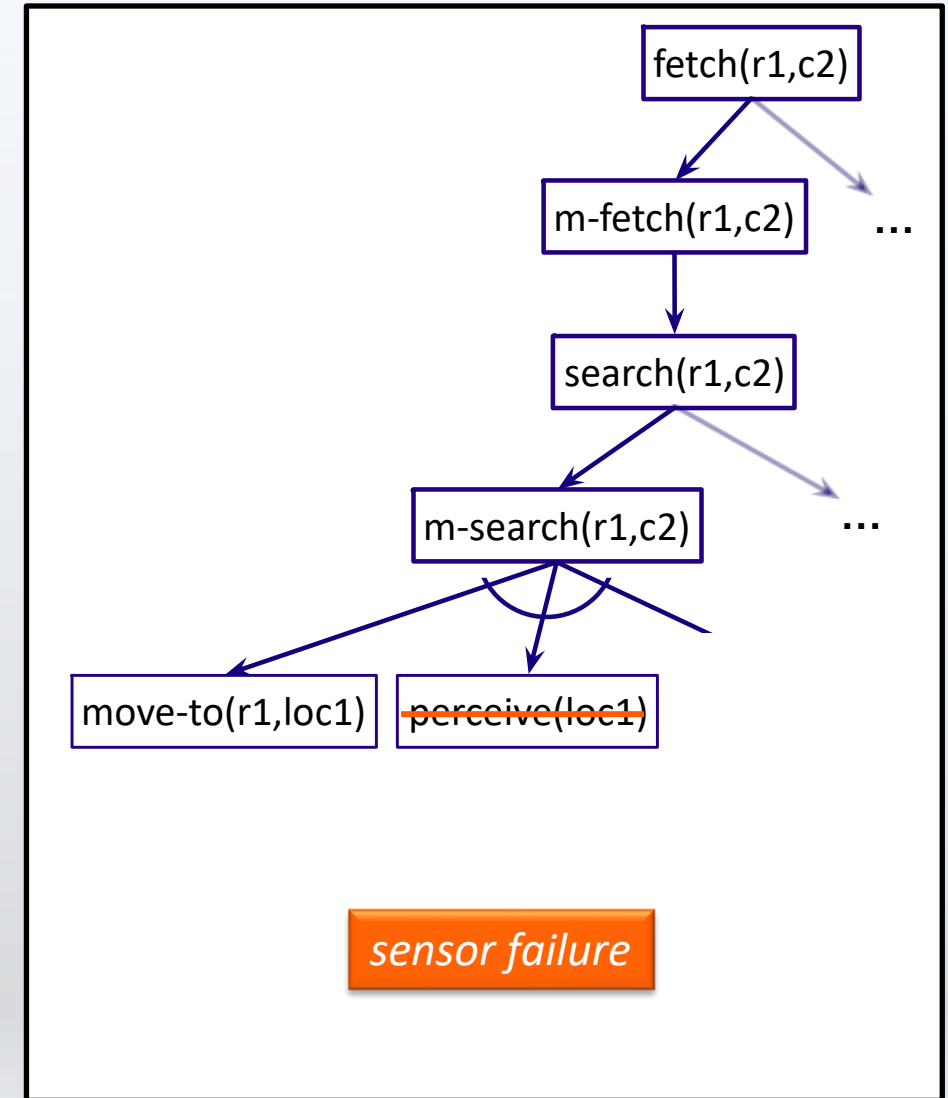 fetch(r1,c2)
m-fetch(r1,c2)
...
search(r1,c2)
m-search(r1,c2)
...
move-to(r1,loc1)
perceive(loc1)
sensor failure